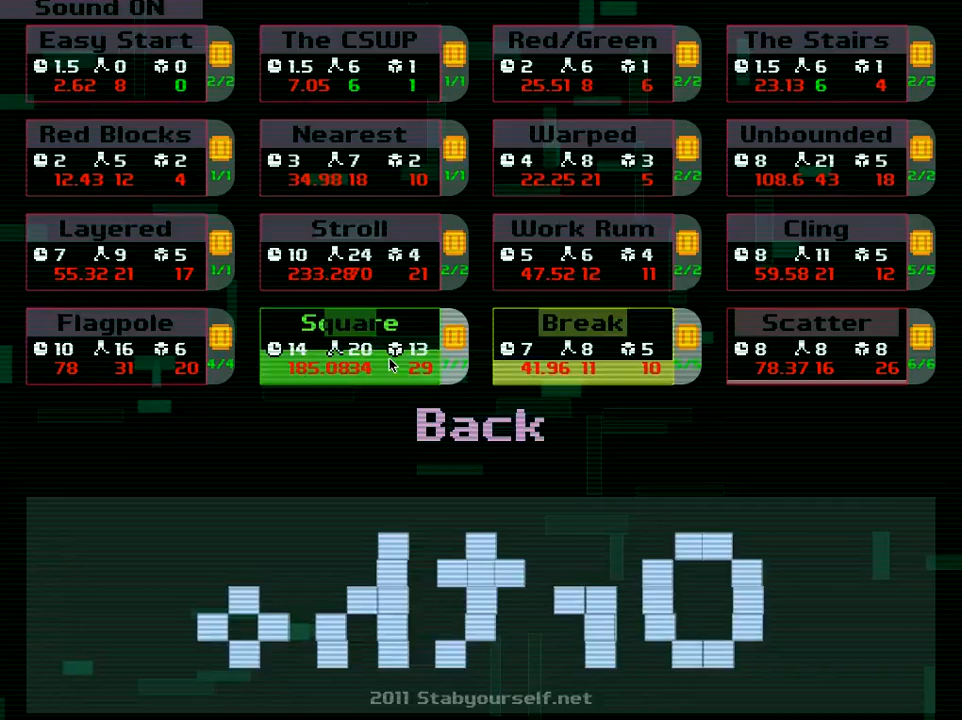 Sound ON
Easy Start The CSWP Red/Green The Stairs
1.5 0 0 1.5 6 1 2 6 1 1.5 6 1
2.62 8 0 2/2 7.05 6 1 1/1 25.51 8 6 2/2 23.13 6 4 2/2
Red Blocks Nearest Warped Unbounded
2 5 2 3 7 2 4 8 3 8 21 5
12.43 12 4 1/1 34.98 18 10 1/1 22.25 21 5 2/2 108.6 43 18 2/2
Layered Stroll Work Rum Cling
7 9 5 10 24 4 5 6 4 8 11 5
55.32 21 17 1/1 233.28 70 21 2/2 47.52 12 11 2/2 59.58 21 12 5/5
Flagpole Square Break Scatter
10 16 6 14 20 13 7 8 5 8 8 8
78 31 20 4/4 185.08 34 29 41.96 11 10 78.37 16 26 6/6
Back
2011 Stabyourself.net